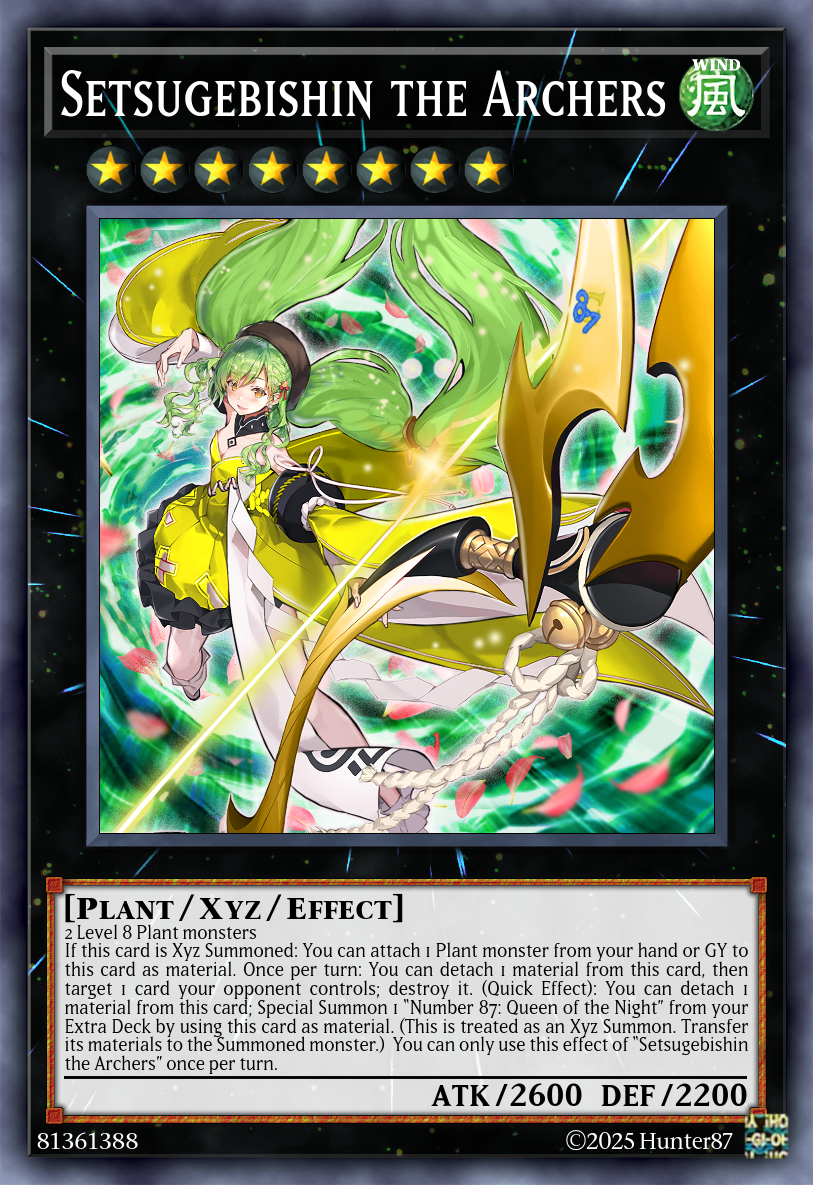 Setsugebishin the Archers
WIND
風
87
[Plant / Xyz / Effect]
2 Level 8 Plant monsters
If this card is Xyz Summoned: You can attach 1 Plant monster from your hand or GY to
this card as material. Once per turn: You can detach 1 material from this card, then
target 1 card your opponent controls; destroy it. (Quick Effect): You can detach 1
material from this card; Special Summon 1 "Number 87: Queen of the Night" from your
Extra Deck by using this card as material. (This is treated as an Xyz Summon. Transfer
its materials to the Summoned monster.) You can only use this effect of "Setsugebishin
the Archers" once per turn.
ATK/2600 DEF/2200
81361388 ©2025 Hunter87